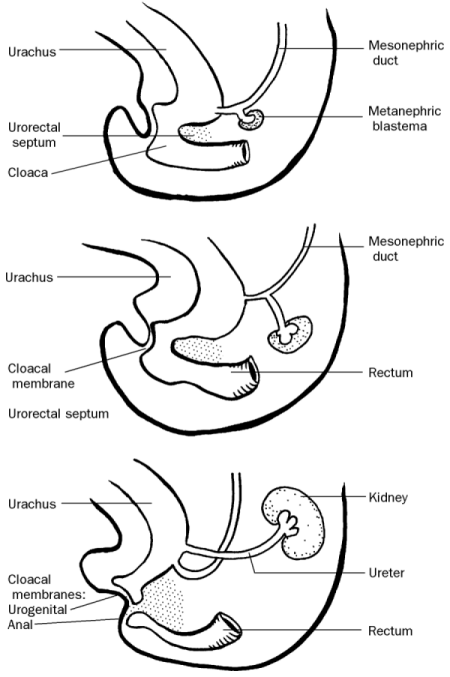 Urachus
Mesonephric
duct
Urorectal
septum
Metanephric
blastema
Cloaca
Urachus
Mesonephric
duct
Cloacal
membrane
Rectum
Urorectal septum
Urachus
Kidney
Cloacal
membranes:
Urogenital
Anal
Ureter
Rectum